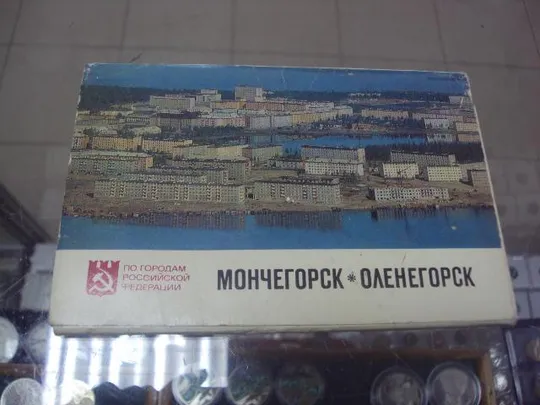 ПО ГОРОДАМ
РОССИЙСКОЙ
ФЕДЕРАЦИИ
МОНЧЕГОРСК * ОЛЕНЕГОРСК